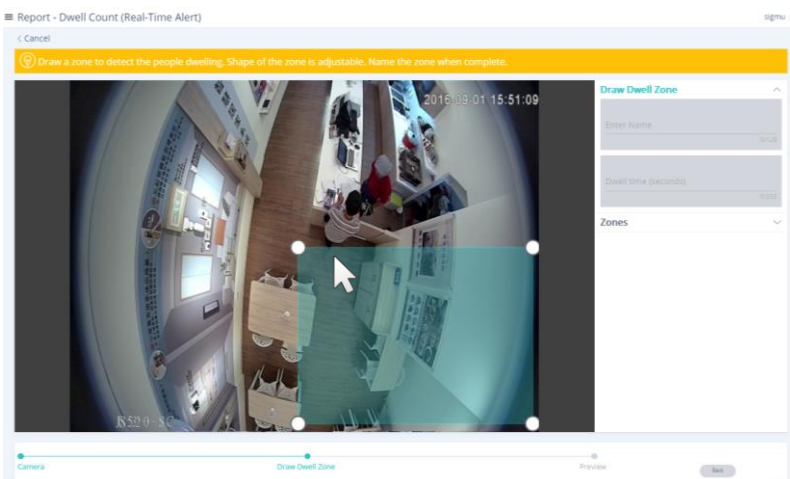 Report - Dwell Count (Real-Time Alert)
sigmu
< Cancel
Draw a zone to detect the people dwelling. Shape of the zone is adjustable. Name the zone when complete.
2016-09-01 15:51:09
Draw Dwell Zone
Enter Name
Dwell time (seconds)
Zones
Camera
Draw Dwell Zone
Preview
Back